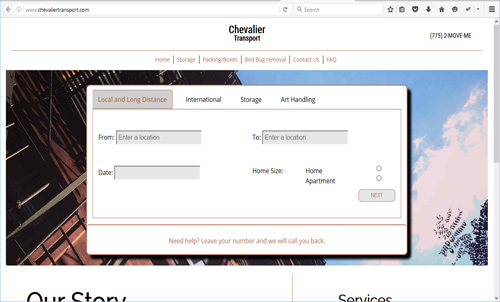 www.chevaliertransport.com
Search
Chevalier
Transport
(775) 2-MOVE-ME
Home | Storage | Packing/Boxes | Bed Bug removal | Contact Us | FAQ
Local and Long Distance International Storage Art Handling
From: Enter a location To: Enter a location
Date: Home Size: Home
Apartment
NEXT
Need help? Leave your number and we will call you back:
Our Story Services